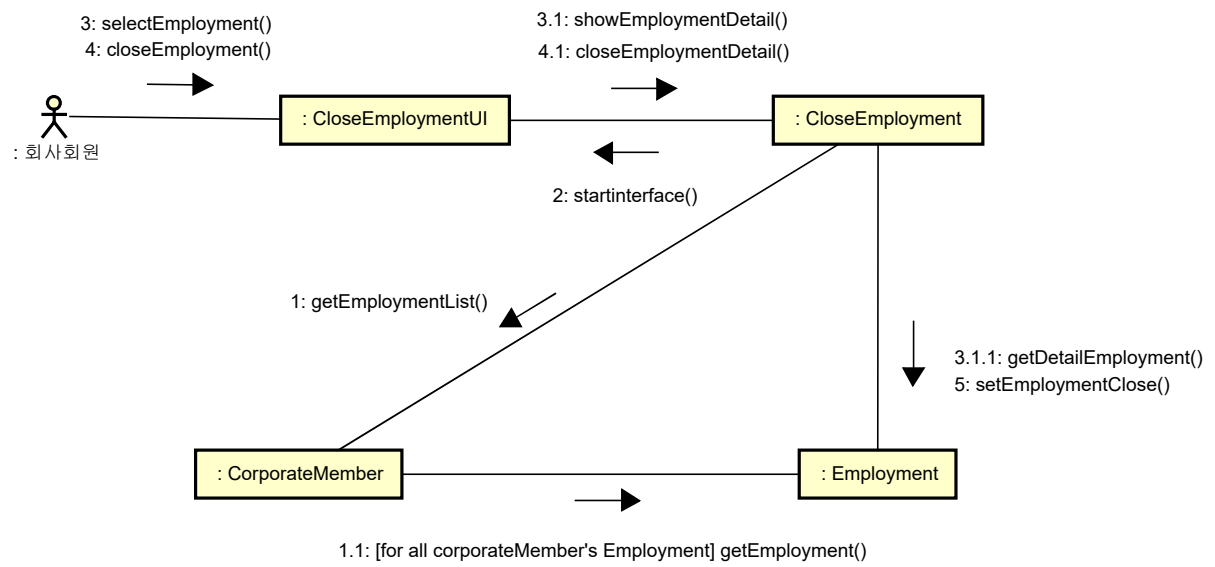 3: selectEmployment()
4: closeEmployment()
3.1: showEmploymentDetail()
4.1: closeEmploymentDetail()
: CloseEmploymentUI
: CloseEmployment
: 회사회원
2: startinterface()
1: getEmploymentList()
3.1.1: getDetailEmployment()
5: setEmploymentClose()
: CorporateMember
: Employment
1.1: [for all corporateMember's Employment] getEmployment()